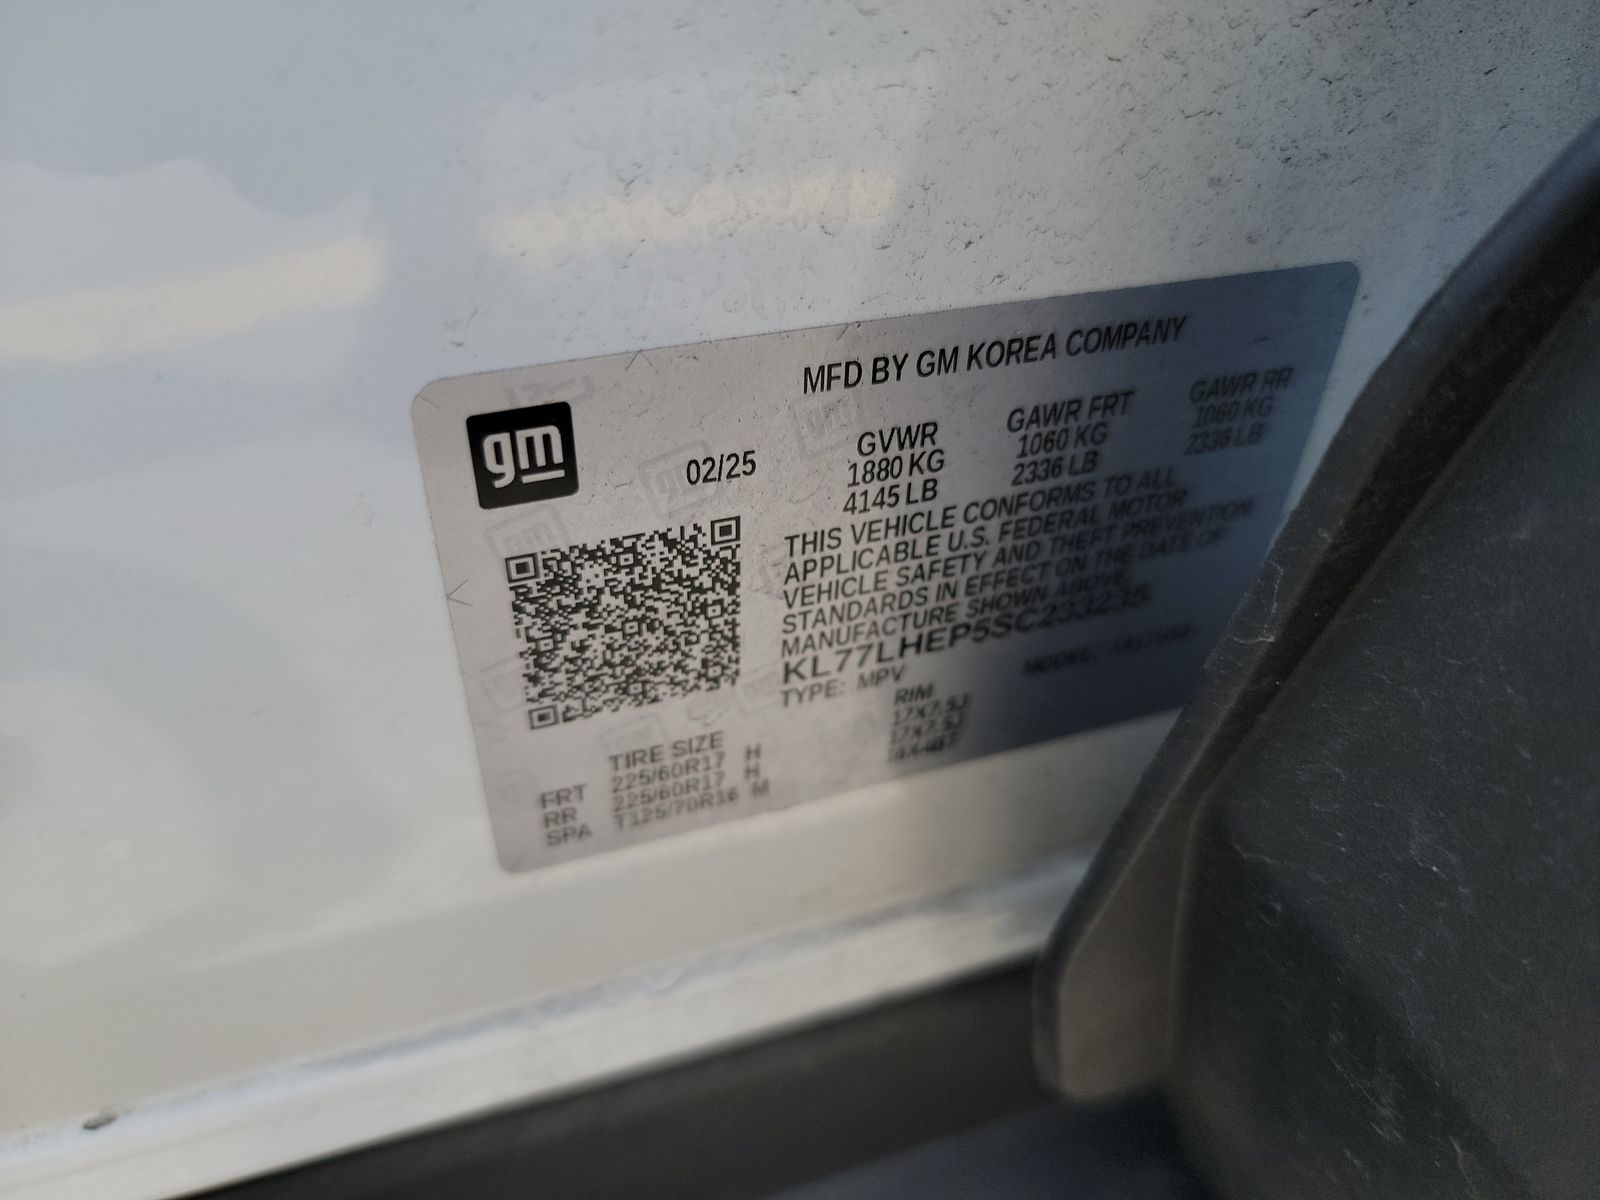 MFD BY GM KOREA COMPANY
gm
02/25
GVWR GAWR FRT GAWR RR
1880 KG 1060 KG 1060 KG
4145 LB 2336 LB 2336 LB
THIS VEHICLE CONFORMS TO ALL
APPLICABLE U.S. FEDERAL MOTOR
VEHICLE SAFETY AND THEFT PREVENTION
STANDARDS IN EFFECT ON THE DATE OF
MANUFACTURE SHOWN ABOVE.
KL77LHEP5SC233235
TYPE: MPV MODEL:
TIRE SIZE RIM
FRT 225/60R17 H 17X7.5J
RR 225/60R17 H 17X7.5J
SPA T125/70R16 M 16X4BT